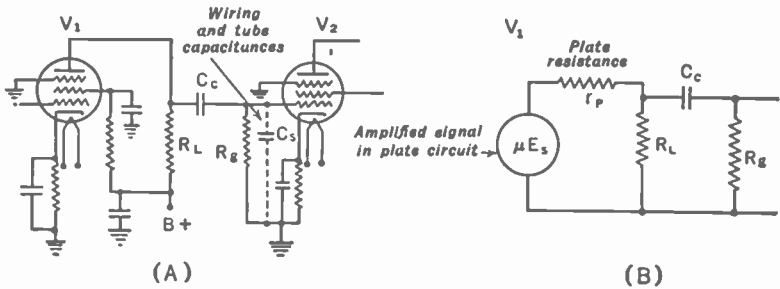 V1
Wiring
and tube
capacitunces
V2
Cc
RL
Rg
Cs
B+
(A)
V1
Plate
resistance
rP
Cc
Amplified signal
in plate circuit
μEs
RL
Rg
(B)